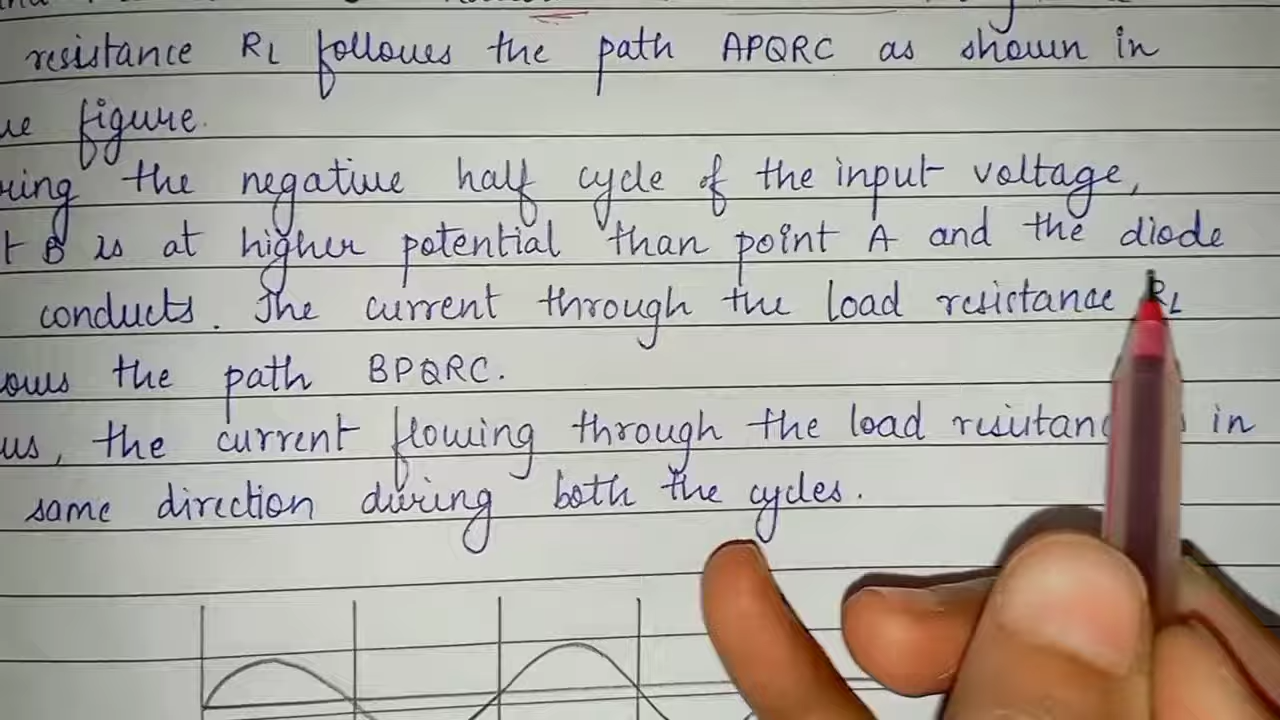 resistance RL follows the path APQRC as shown in
figure.
the negative half cycle of the input voltage,
B is at higher potential than point A and the diode
conducts. The current through the load resistance RL
the path BPQRC.
the current flowing through the load in
same direction during both the cycles.